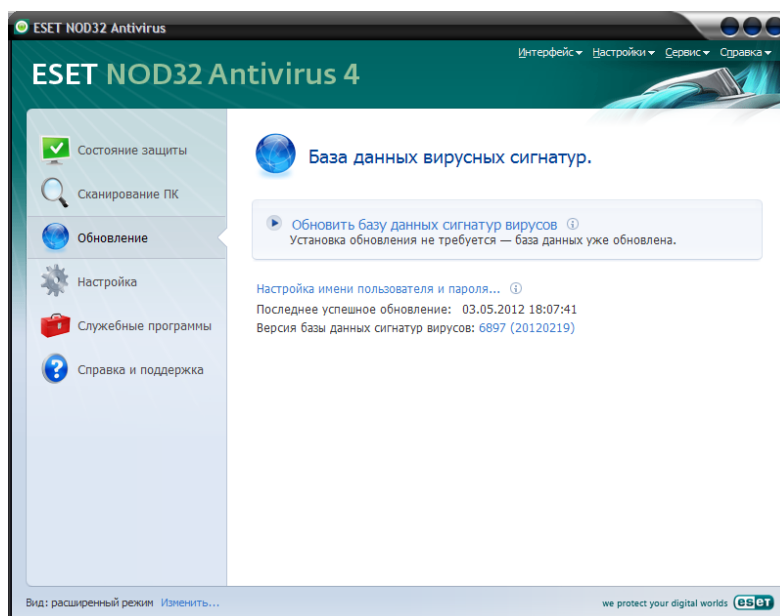 ESET NOD32 Antivirus
Интерфейс Настройки Сервис Справка
ESET NOD32 Antivirus 4
Состояние защиты
Сканирование ПК
Обновление
Настройка
Служебные программы
Справка и поддержка
База данных вирусных сигнатур.
Обновить базу данных сигнатур вирусов
Установка обновления не требуется — база данных уже обновлена.
Настройка имени пользователя и пароля...
Последнее успешное обновление: 03.05.2012 18:07:41
Версия базы данных сигнатур вирусов: 6897 (20120219)
Вид: расширенный режим Изменить...
we protect your digital worlds eset